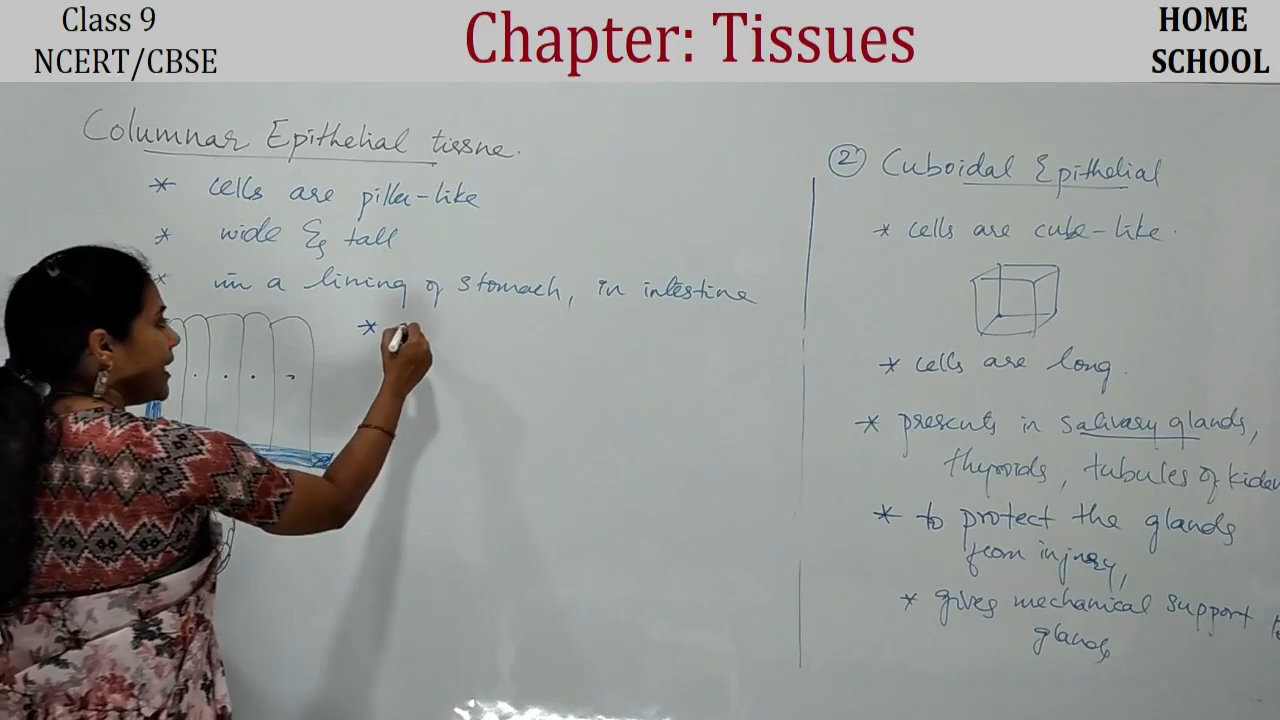 Class 9
NCERT/CBSE
Chapter: Tissues
HOME
SCHOOL
Columnar Epithelial tissue.
* cells are piller-like
* wide & tall
* in a lining of stomach, in intestine
*
② Cuboidal Epithelial
* cells are cube-like.
* cells are long.
* presents in salivary glands,
thyroids, tubules of
* to protect the glands
from injury,
* gives mechanical support
glands